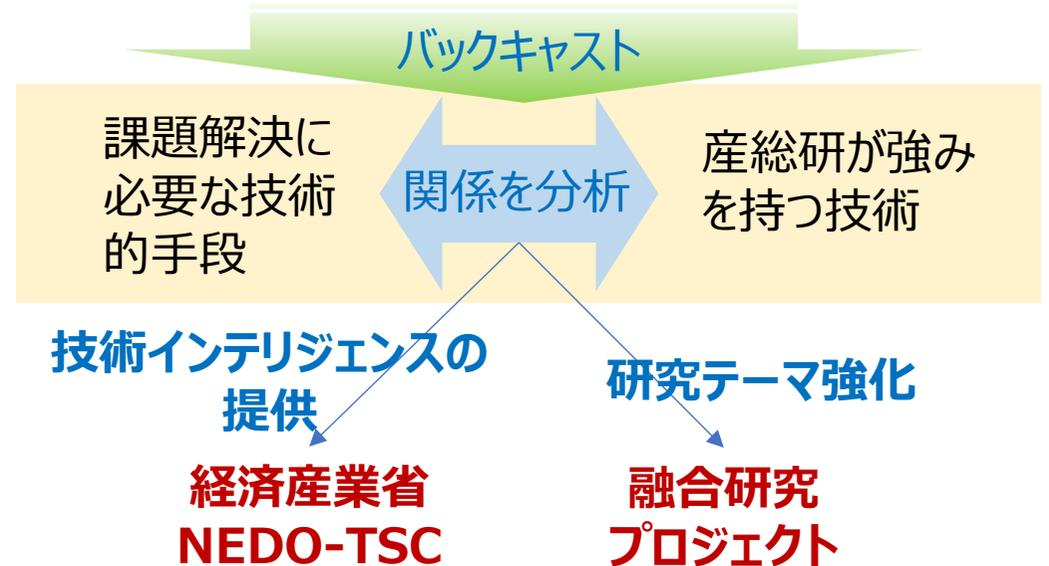 バックキャスト
課題解決に
必要な技術
的手段
関係を分析
産総研が強み
を持つ技術
技術インテリジェンスの
提供
研究テーマ強化
経済産業省
NEDO-TSC
融合研究
プロジェクト